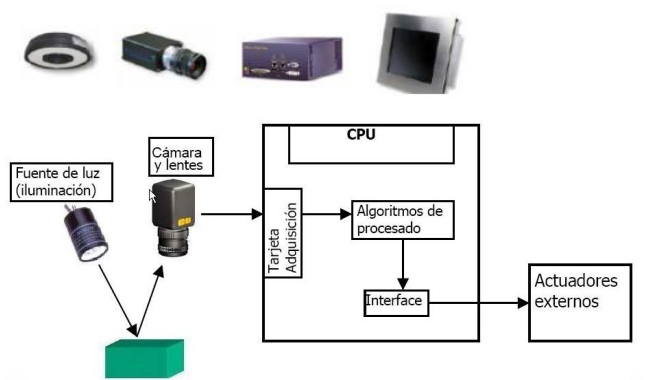 CPU
Cámara
y lentes
Fuente de luz
(iluminación)
Tarjeta
Adquisición
Algoritmos de
procesado
Interface
Actuadores
externos